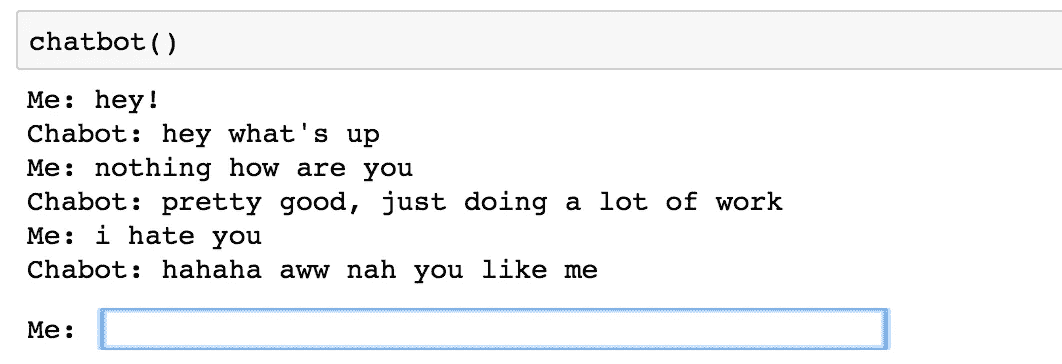 chatbot()
Me: hey!
Chabot: hey what's up
Me: nothing how are you
Chabot: pretty good, just doing a lot of work
Me: i hate you
Chabot: hahaha aww nah you like me
Me: